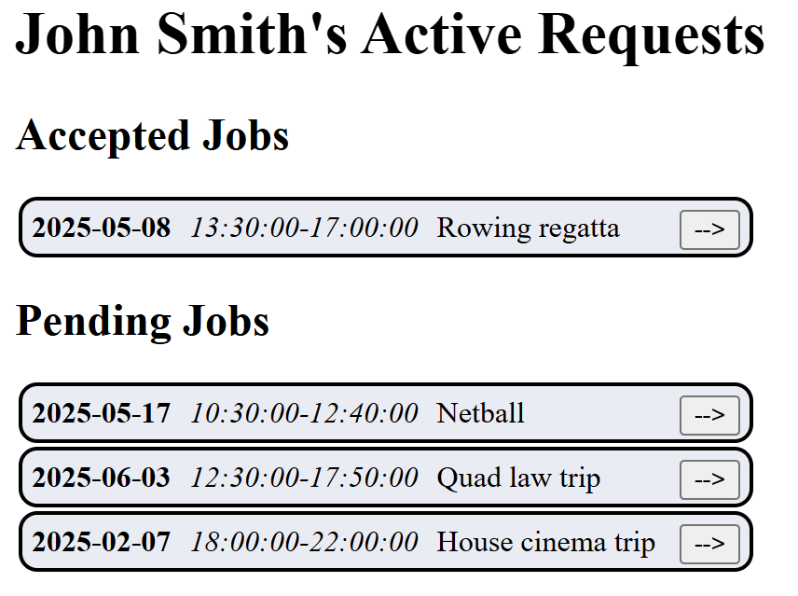 John Smith's Active Requests
Accepted Jobs
2025-05-08 13:30:00-17:00:00 Rowing regatta -->
Pending Jobs
2025-05-17 10:30:00-12:40:00 Netball -->
2025-06-03 12:30:00-17:50:00 Quad law trip -->
2025-02-07 18:00:00-22:00:00 House cinema trip -->